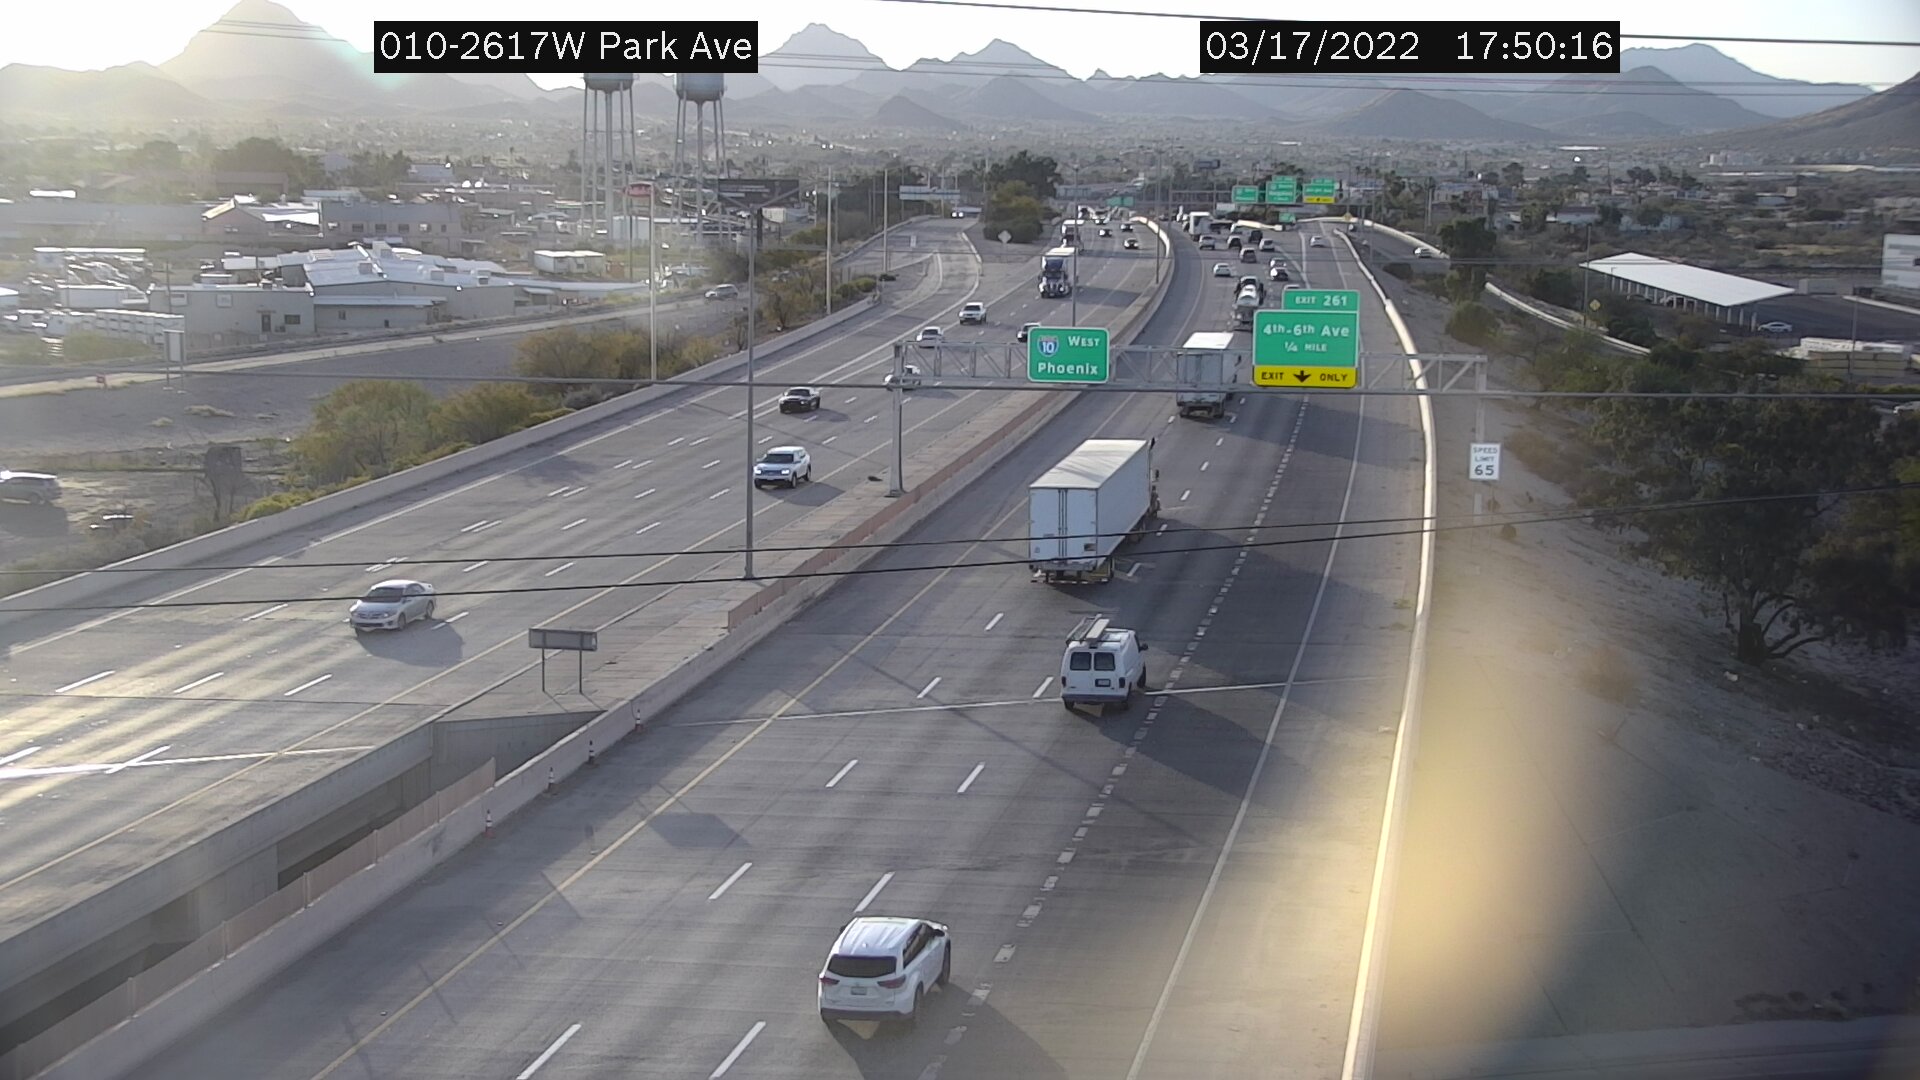 010-2617W Park Ave
03/17/2022 17:50:16
EXIT 261
4th-6th Ave
1/4 MILE
EXIT ONLY
10 WEST
Phoenix
SPEED
LIMIT
65